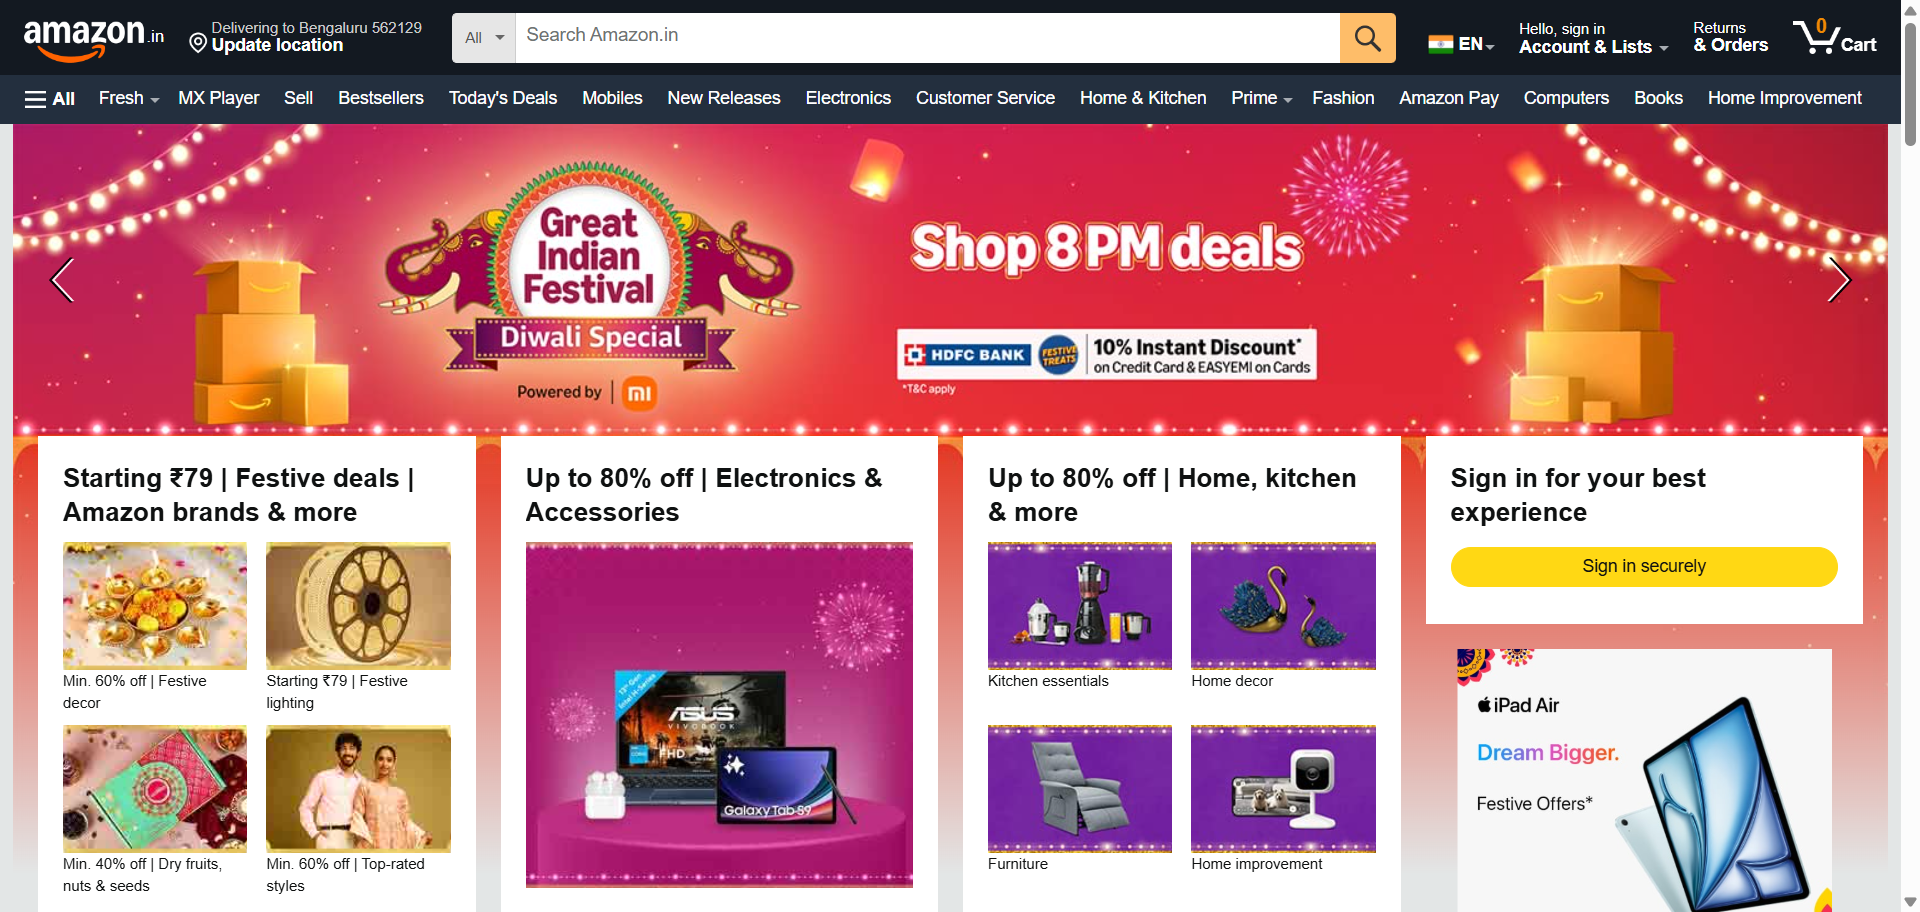 amazon.in
Delivering to Bengaluru 562129
Update location
All
Search Amazon.in
EN
Hello, sign in
Account & Lists
Returns
& Orders
0
Cart
All
Fresh
MX Player
Sell
Bestsellers
Today's Deals
Mobiles
New Releases
Electronics
Customer Service
Home & Kitchen
Prime
Fashion
Amazon Pay
Computers
Books
Home Improvement
Great
Indian
Festival
Diwali Special
Powered by | mi
Shop 8 PM deals
HDFC BANK
FESTIVE
TREATS
10% Instant Discount*
on Credit Card & EASYEMI on Cards
*T&C apply
Starting ₹79 | Festive deals |
Amazon brands & more
Min. 60% off | Festive
decor
Starting ₹79 | Festive
lighting
Min. 40% off | Dry fruits,
nuts & seeds
Min. 60% off | Top-rated
styles
Up to 80% off | Electronics &
Accessories
13th Gen
Intel H-Series
ASUS
VIVOBOOK
FHD
Galaxy Tab S9
Up to 80% off | Home, kitchen
& more
Kitchen essentials
Home decor
Furniture
Home improvement
Sign in for your best
experience
Sign in securely
iPad Air
Dream Bigger.
Festive Offers*